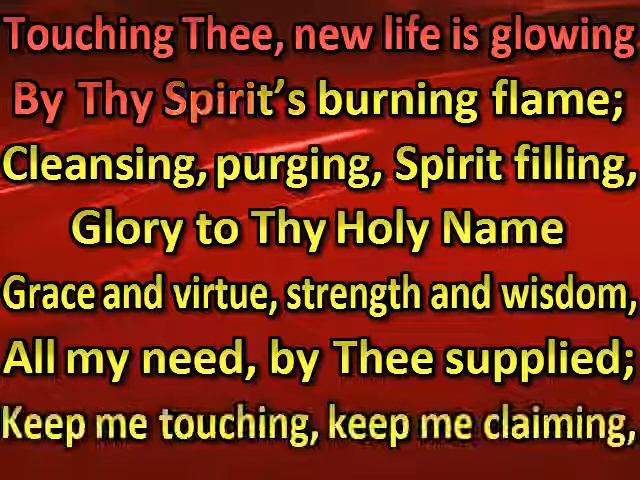 Touching Thee, new life is glowing
By Thy Spirit’s burning flame;
Cleansing, purging, Spirit filling,
Glory to Thy Holy Name
Grace and virtue, strength and wisdom,
All my need, by Thee supplied;
Keep me touching, keep me claiming,